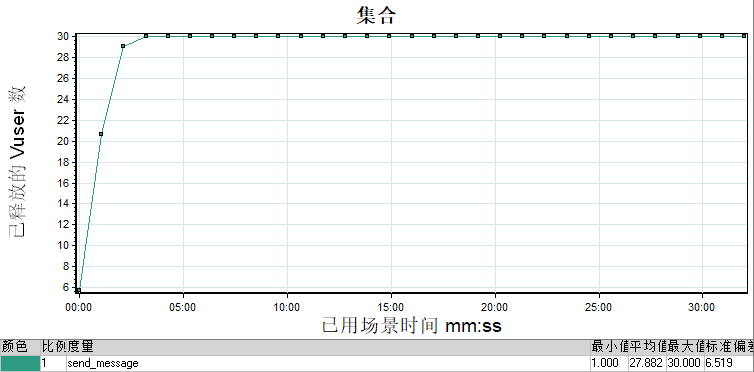 集合
已释放的 Vuser 数
30
28
26
24
22
20
18
16
14
12
10
8
6
00:00 05:00 10:00 15:00 20:00 25:00 30:00
已用场景时间 mm:ss
颜色 比例 度量 最小值 平均值 最大值 标准偏差
1 send_message 1.000 27.882 30.000 6.519